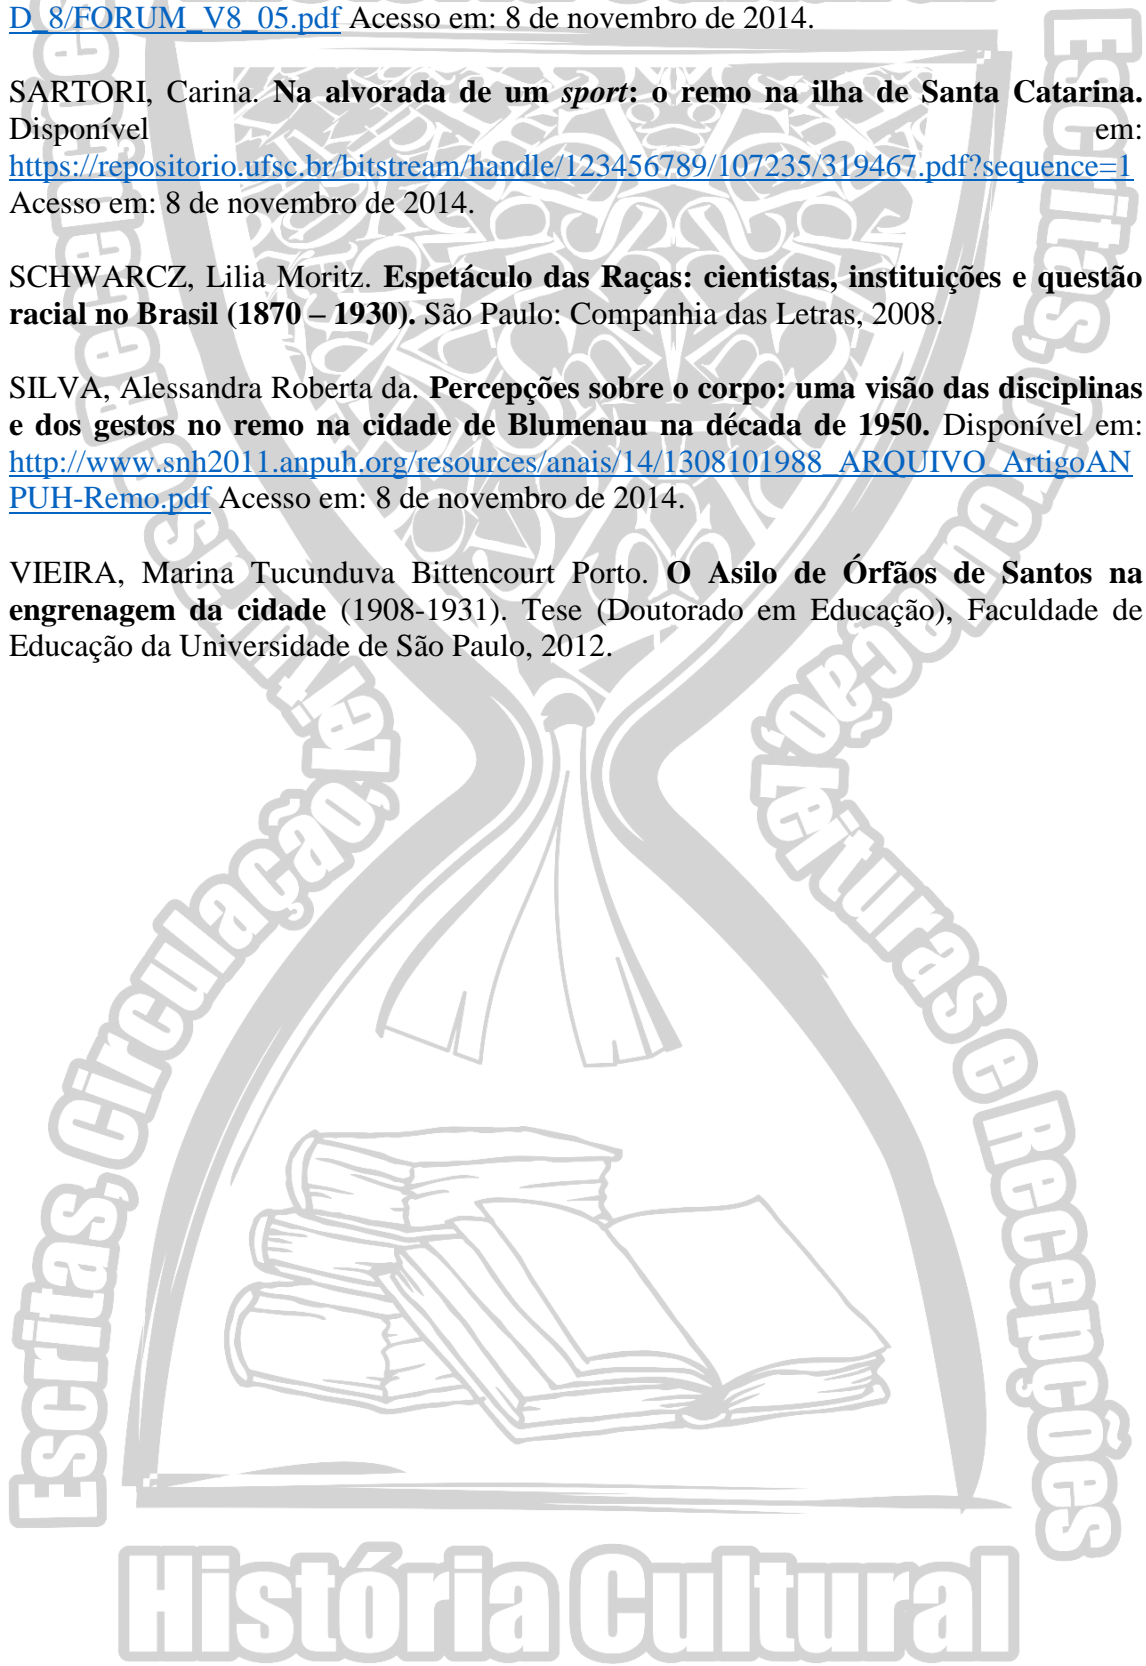 D_8/FORUM_V8_05.pdf Acesso em: 8 de novembro de 2014.
SARTORI, Carina. Na alvorada de um sport: o remo na ilha de Santa Catarina.
Disponível em:
https://repositorio.ufsc.br/bitstream/handle/123456789/107235/319467.pdf?sequence=1
Acesso em: 8 de novembro de 2014.
SCHWARCZ, Lilia Moritz. Espetáculo das Raças: cientistas, instituições e questão
racial no Brasil (1870 – 1930). São Paulo: Companhia das Letras, 2008.
SILVA, Alessandra Roberta da. Percepções sobre o corpo: uma visão das disciplinas
e dos gestos no remo na cidade de Blumenau na década de 1950. Disponível em:
http://www.snh2011.anpuh.org/resources/anais/14/1308101988_ARQUIVO_ArtigoAN
PUH-Remo.pdf Acesso em: 8 de novembro de 2014.
VIEIRA, Marina Tucunduva Bittencourt Porto. O Asilo de Órfãos de Santos na
engrenagem da cidade (1908-1931). Tese (Doutorado em Educação), Faculdade de
Educação da Universidade de São Paulo, 2012.
Escritas, Circulação,
Leituras e Recepções
Escritas, Circulação, Leituras e Recepções
História Cultural